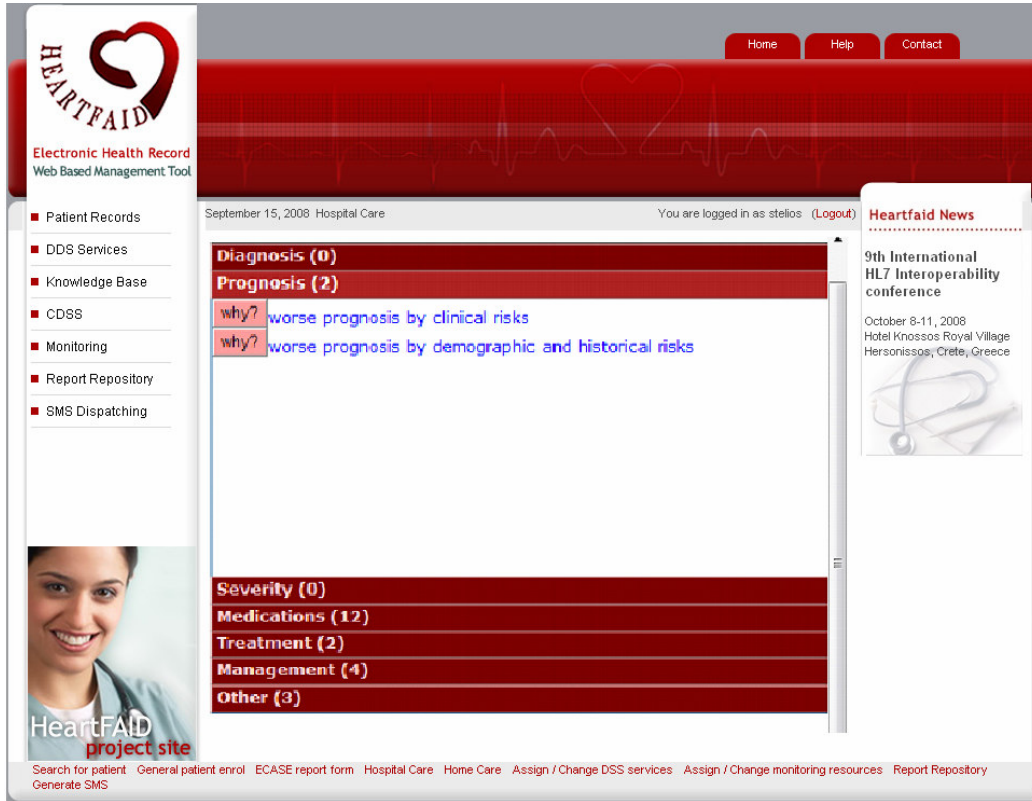 HEARTFAID
Electronic Health Record
Web Based Management Tool
Home Help Contact
Patient Records
DDS Services
Knowledge Base
CDSS
Monitoring
Report Repository
SMS Dispatching
September 15, 2008 Hospital Care
You are logged in as stelios (Logout)
Diagnosis (0)
Prognosis (2)
why? worse prognosis by clinical risks
why? worse prognosis by demographic and historical risks
Severity (0)
Medications (12)
Treatment (2)
Management (4)
Other (3)
Heartfaid News
9th International
HL7 Interoperability
conference
October 8-11, 2008
Hotel Knossos Royal Village
Hersonissos, Crete, Greece
HeartFAID
project site
Search for patient General patient enrol ECASE report form Hospital Care Home Care Assign / Change DSS services Assign / Change monitoring resources Report Repository
Generate SMS